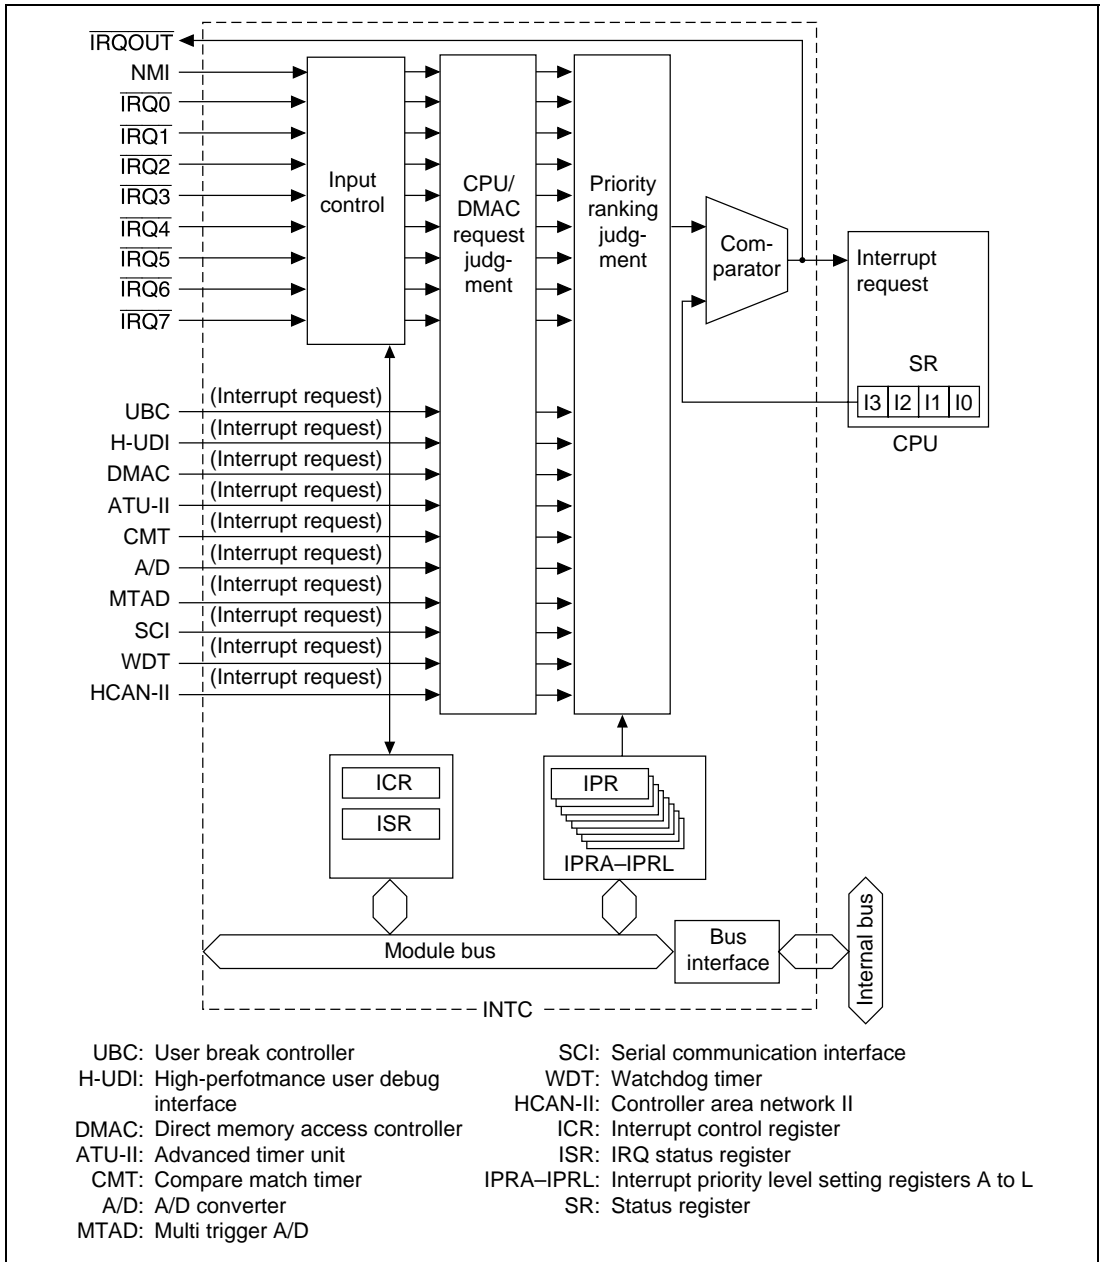 IRQOUT
NMI
IRQ0
IRQ1
IRQ2
IRQ3
IRQ4
IRQ5
IRQ6
IRQ7
Input
control
CPU/
DMAC
request
judg-
ment
Priority
ranking
judg-
ment
Com-
parator
Interrupt
request
SR
I3 I2 I1 I0
CPU
UBC
(Interrupt request)
H-UDI
(Interrupt request)
DMAC
(Interrupt request)
ATU-II
(Interrupt request)
CMT
(Interrupt request)
A/D
(Interrupt request)
MTAD
(Interrupt request)
SCI
(Interrupt request)
WDT
(Interrupt request)
HCAN-II
(Interrupt request)
ICR
ISR
IPR
IPRA–IPRL
Module bus
Bus
interface
Internal bus
INTC
UBC: User break controller
H-UDI: High-perfotmance user debug
interface
DMAC: Direct memory access controller
ATU-II: Advanced timer unit
CMT: Compare match timer
A/D: A/D converter
MTAD: Multi trigger A/D
SCI: Serial communication interface
WDT: Watchdog timer
HCAN-II: Controller area network II
ICR: Interrupt control register
ISR: IRQ status register
IPRA–IPRL: Interrupt priority level setting registers A to L
SR: Status register